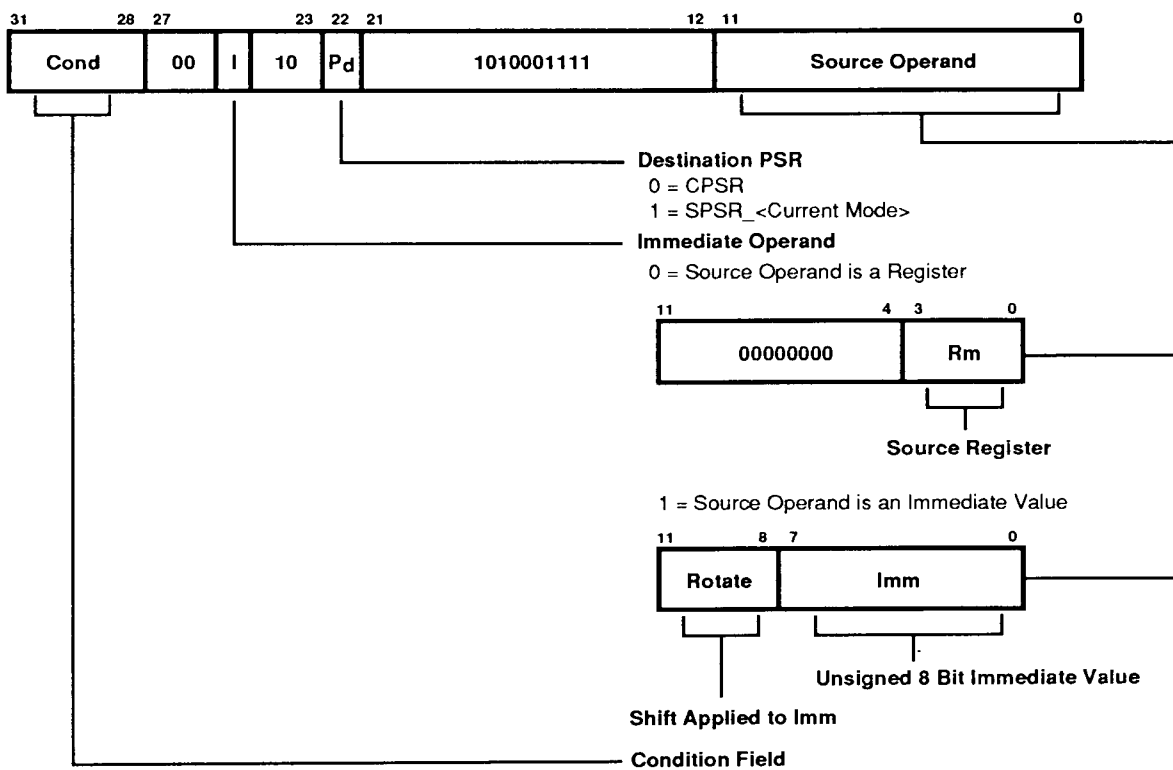 31 28 27 23 22 21 12 11 0
Cond 00 I 10 Pd 1010001111 Source Operand
Destination PSR
0 = CPSR
1 = SPSR_<Current Mode>
Immediate Operand
0 = Source Operand is a Register
11 4 3 0
00000000 Rm
Source Register
1 = Source Operand is an Immediate Value
11 8 7 0
Rotate Imm
Unsigned 8 Bit Immediate Value
Shift Applied to Imm
Condition Field